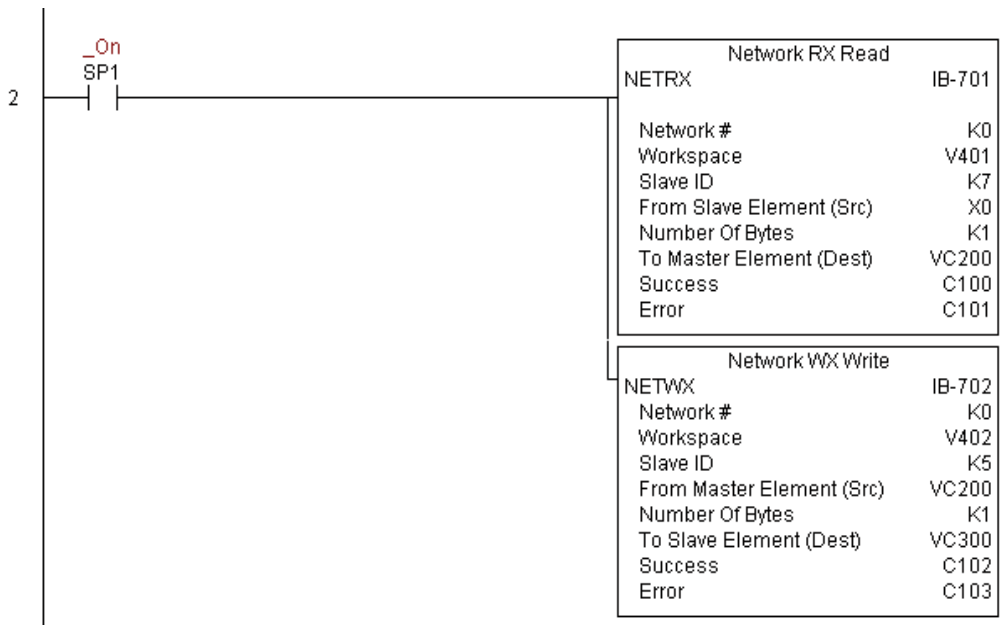 _On
SP1
2
Network RX Read
NETRX IB-701
Network # K0
Workspace V401
Slave ID K7
From Slave Element (Src) X0
Number Of Bytes K1
To Master Element (Dest) VC200
Success C100
Error C101
Network WX Write
NETWX IB-702
Network # K0
Workspace V402
Slave ID K5
From Master Element (Src) VC200
Number Of Bytes K1
To Slave Element (Dest) VC300
Success C102
Error C103